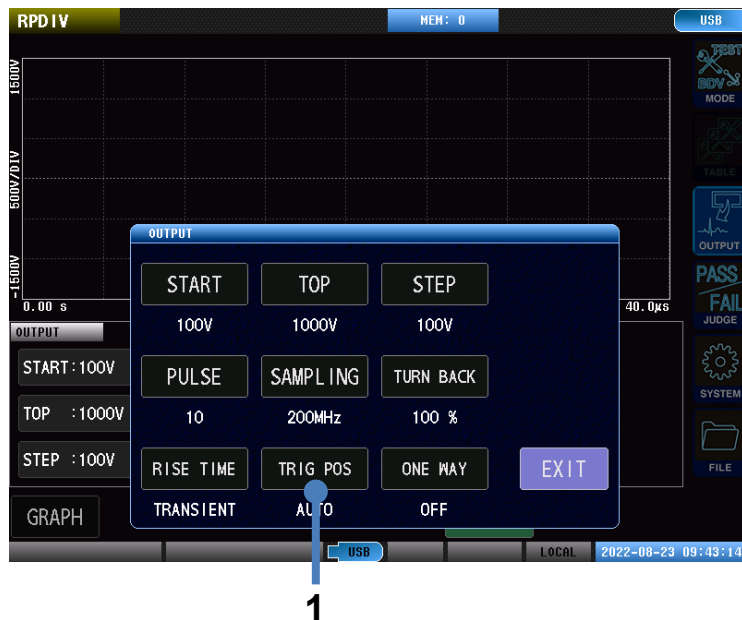 RPDIV
MEM: 0
USB
1500V
500V/DIV
-1500V
0.00 s
40.0µs
TEST
BDV
MODE
TABLE
OUTPUT
PASS
FAIL
JUDGE
SYSTEM
FILE
OUTPUT
START:100V
TOP :1000V
STEP :100V
GRAPH
OUTPUT
START
TOP
STEP
100V
1000V
100V
PULSE
SAMPLING
TURN BACK
10
200MHz
100 %
RISE TIME
TRIG POS
ONE WAY
EXIT
TRANSIENT
AUTO
OFF
USB
LOCAL
2022-08-23 09:43:14
1